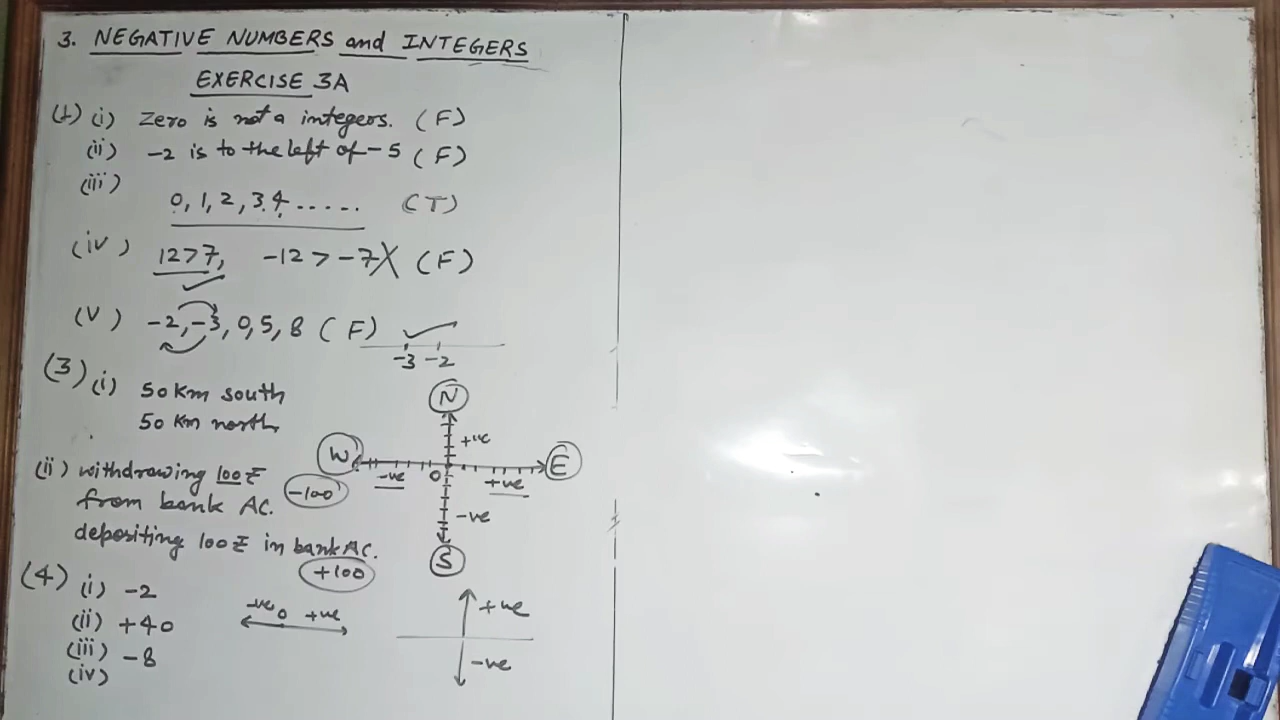 3. NEGATIVE NUMBERS and INTEGERS
EXERCISE 3A
(1) (i) Zero is not a integers. (F)
(ii) -2 is to the left of -5 (F)
(iii) 0, 1, 2, 3, 4 ...... (T)
(iv) 12>7, -12 > -7 X (F)
(v) -2, -3, 0, 5, 8 (F)
-3 -2
(3) (i) 50 Km south
50 Km north
N
+ve
W E
-ve 0 +ve
-ve
S
(ii) withdrawing 100₹ -100
from bank AC.
depositing 100₹ in bank AC.
+100
(4) (i) -2
(ii) +40
(iii) -8
(iv)
-ve 0 +ve
+ve
-ve